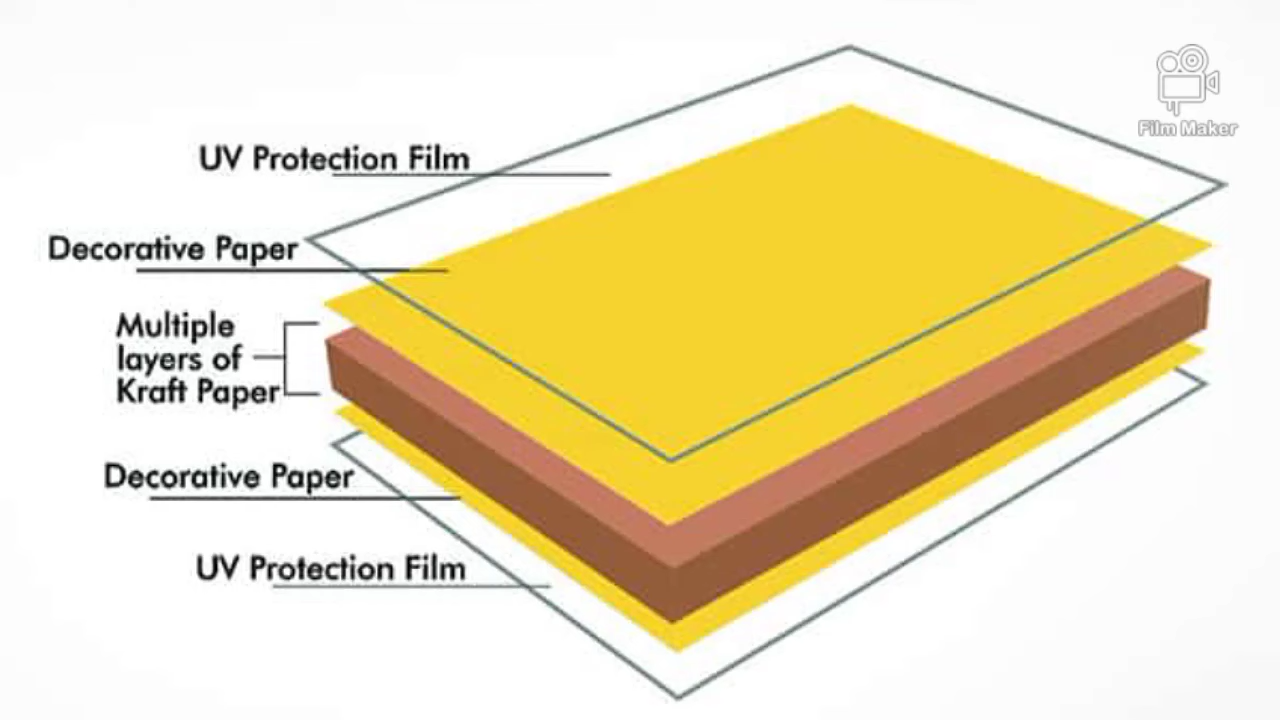 Film Maker
UV Protection Film
Decorative Paper
Multiple
layers of
Kraft Paper
Decorative Paper
UV Protection Film